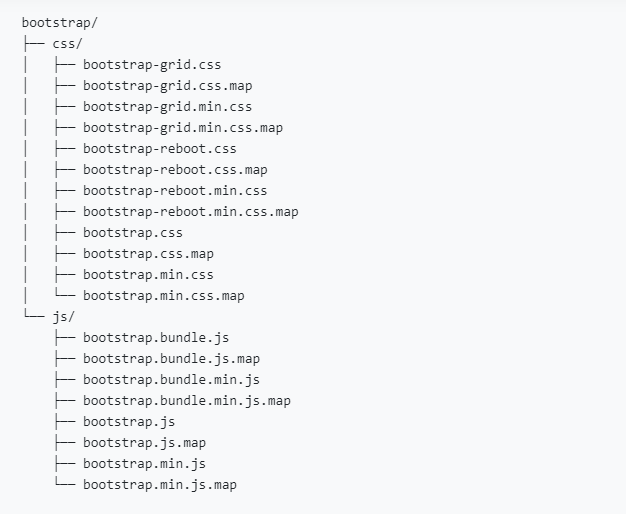 bootstrap/
├── css/
│   ├── bootstrap-grid.css
│   ├── bootstrap-grid.css.map
│   ├── bootstrap-grid.min.css
│   ├── bootstrap-grid.min.css.map
│   ├── bootstrap-reboot.css
│   ├── bootstrap-reboot.css.map
│   ├── bootstrap-reboot.min.css
│   ├── bootstrap-reboot.min.css.map
│   ├── bootstrap.css
│   ├── bootstrap.css.map
│   ├── bootstrap.min.css
│   └── bootstrap.min.css.map
└── js/
    ├── bootstrap.bundle.js
    ├── bootstrap.bundle.js.map
    ├── bootstrap.bundle.min.js
    ├── bootstrap.bundle.min.js.map
    ├── bootstrap.js
    ├── bootstrap.js.map
    ├── bootstrap.min.js
    └── bootstrap.min.js.map